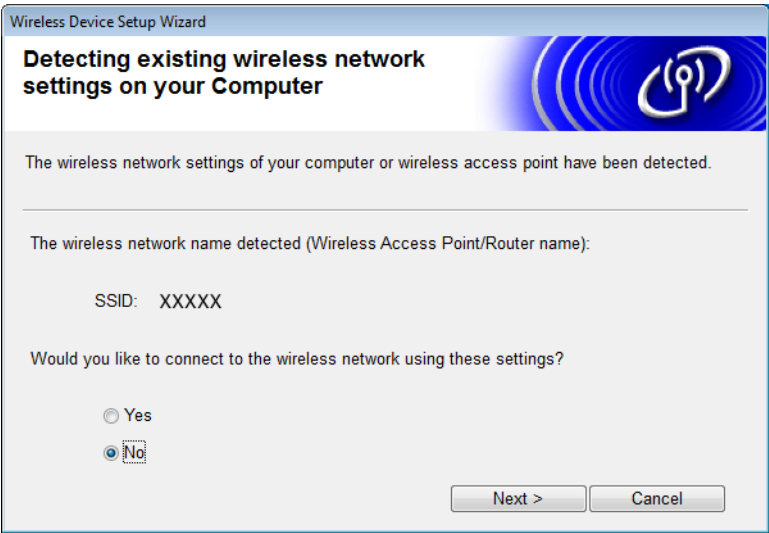 Wireless Device Setup Wizard
Detecting existing wireless network
settings on your Computer
The wireless network settings of your computer or wireless access point have been detected.
The wireless network name detected (Wireless Access Point/Router name):
SSID: XXXXX
Would you like to connect to the wireless network using these settings?
Yes
No
Next > Cancel